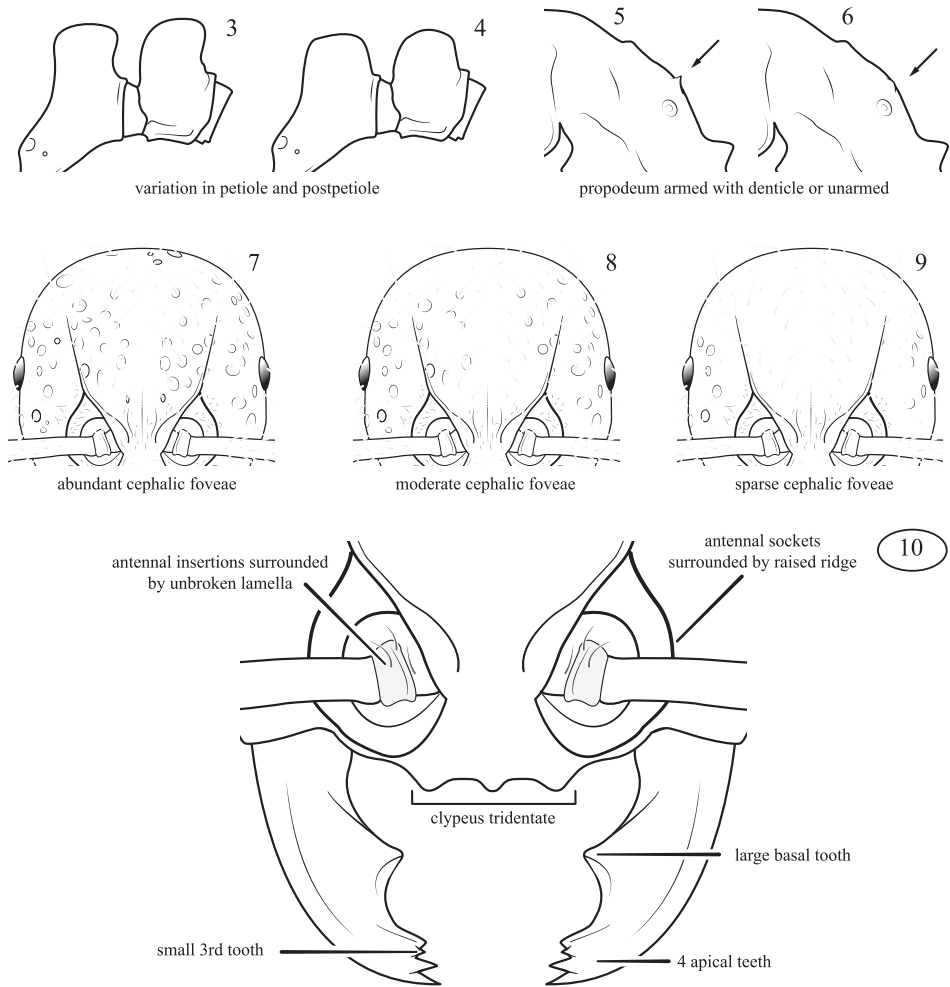 3
4
5
6
variation in petiole and postpetiole
propodeum armed with denticle or unarmed
7
8
9
abundant cephalic foveae
moderate cephalic foveae
sparse cephalic foveae
10
antennal insertions surrounded
by unbroken lamella
antennal sockets
surrounded by raised ridge
clypeus tridentate
large basal tooth
small 3rd tooth
4 apical teeth